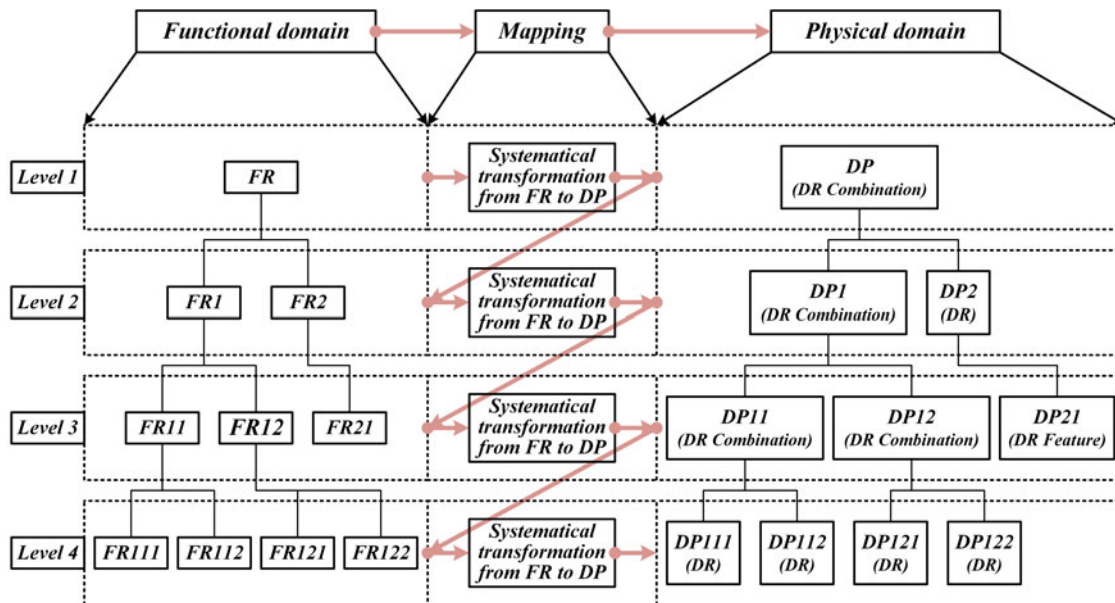 Functional domain
Mapping
Physical domain
Level 1
FR
Systematical
transformation
from FR to DP
DP
(DR Combination)
Level 2
FR1
FR2
Systematical
transformation
from FR to DP
DP1
(DR Combination)
DP2
(DR)
Level 3
FR11
FR12
FR21
Systematical
transformation
from FR to DP
DP11
(DR Combination)
DP12
(DR Combination)
DP21
(DR Feature)
Level 4
FR111
FR112
FR121
FR122
Systematical
transformation
from FR to DP
DP111
(DR)
DP112
(DR)
DP121
(DR)
DP122
(DR)